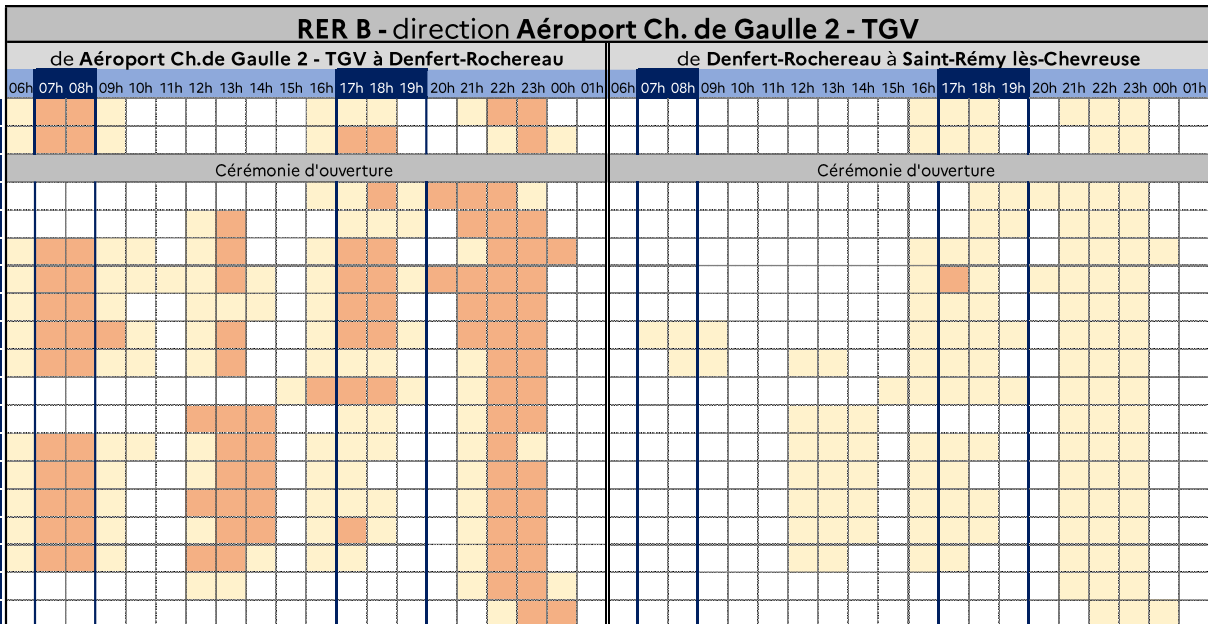 RER B - direction Aéroport Ch. de Gaulle 2 - TGV
de Aéroport Ch.de Gaulle 2 - TGV à Denfert-Rochereau
de Denfert-Rochereau à Saint-Rémy lès-Chevreuse
06h 07h 08h 09h 10h 11h 12h 13h 14h 15h 16h 17h 18h 19h 20h 21h 22h 23h 00h 01h
06h 07h 08h 09h 10h 11h 12h 13h 14h 15h 16h 17h 18h 19h 20h 21h 22h 23h 00h 01h
Cérémonie d'ouverture
Cérémonie d'ouverture